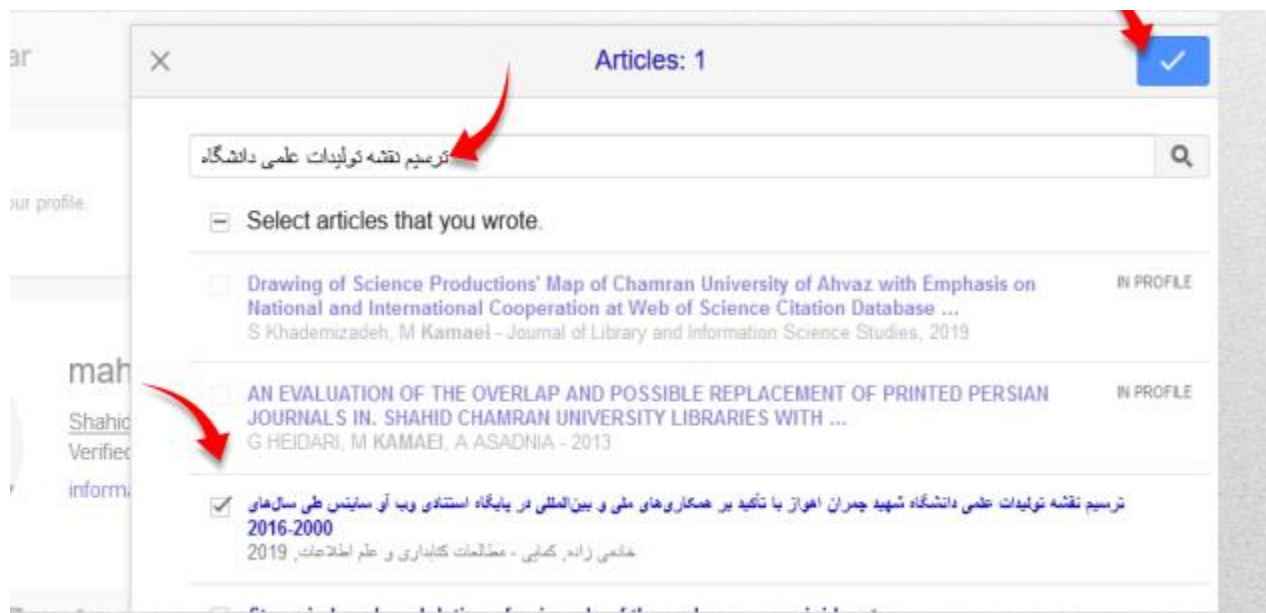 ar
Articles: 1
ترسیم نقشه تولیدات علمی دانشگاه
our profile.
Select articles that you wrote.
Drawing of Science Productions' Map of Chamran University of Ahvaz with Emphasis on
IN PROFILE
National and International Cooperation at Web of Science Citation Database ...
S Khademizadeh, M Kamaei - Journal of Library and Information Science Studies, 2019
mah
AN EVALUATION OF THE OVERLAP AND POSSIBLE REPLACEMENT OF PRINTED PERSIAN
IN PROFILE
JOURNALS IN. SHAHID CHAMRAN UNIVERSITY LIBRARIES WITH ...
Shahid
G HEIDARI, M KAMAEI, A ASADNIA - 2013
Verified
informa
ترسیم نقشه تولیدات علمی دانشگاه شهید چمران اهواز با تأکید بر همکاری‌های ملی و بین‌المللی در پایگاه استنادی وب آو ساینس طی سال‌های
2016-2000
خادمی زاده, کمایی - مطالعات کتابداری و علم اطلاعات, 2019